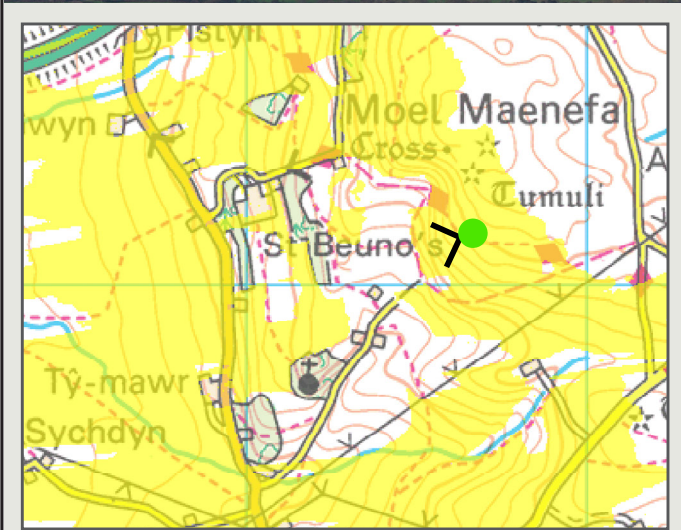 Pistyll
wyn
Moel Maenefa
Cross
Tumuli
A
St Beuno's
Tŷ-mawr
Sychdyn